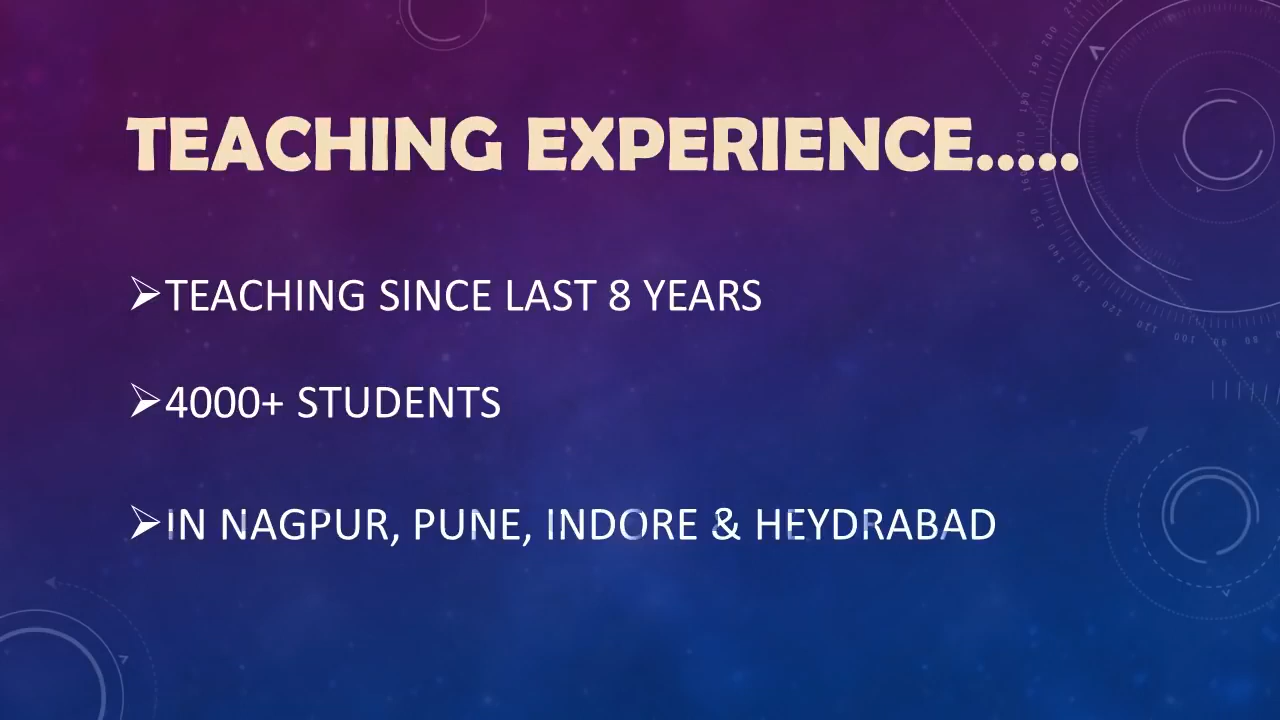 TEACHING EXPERIENCE.....
➢TEACHING SINCE LAST 8 YEARS
➢4000+ STUDENTS
➢IN NAGPUR, PUNE, INDORE & HEYDRABAD